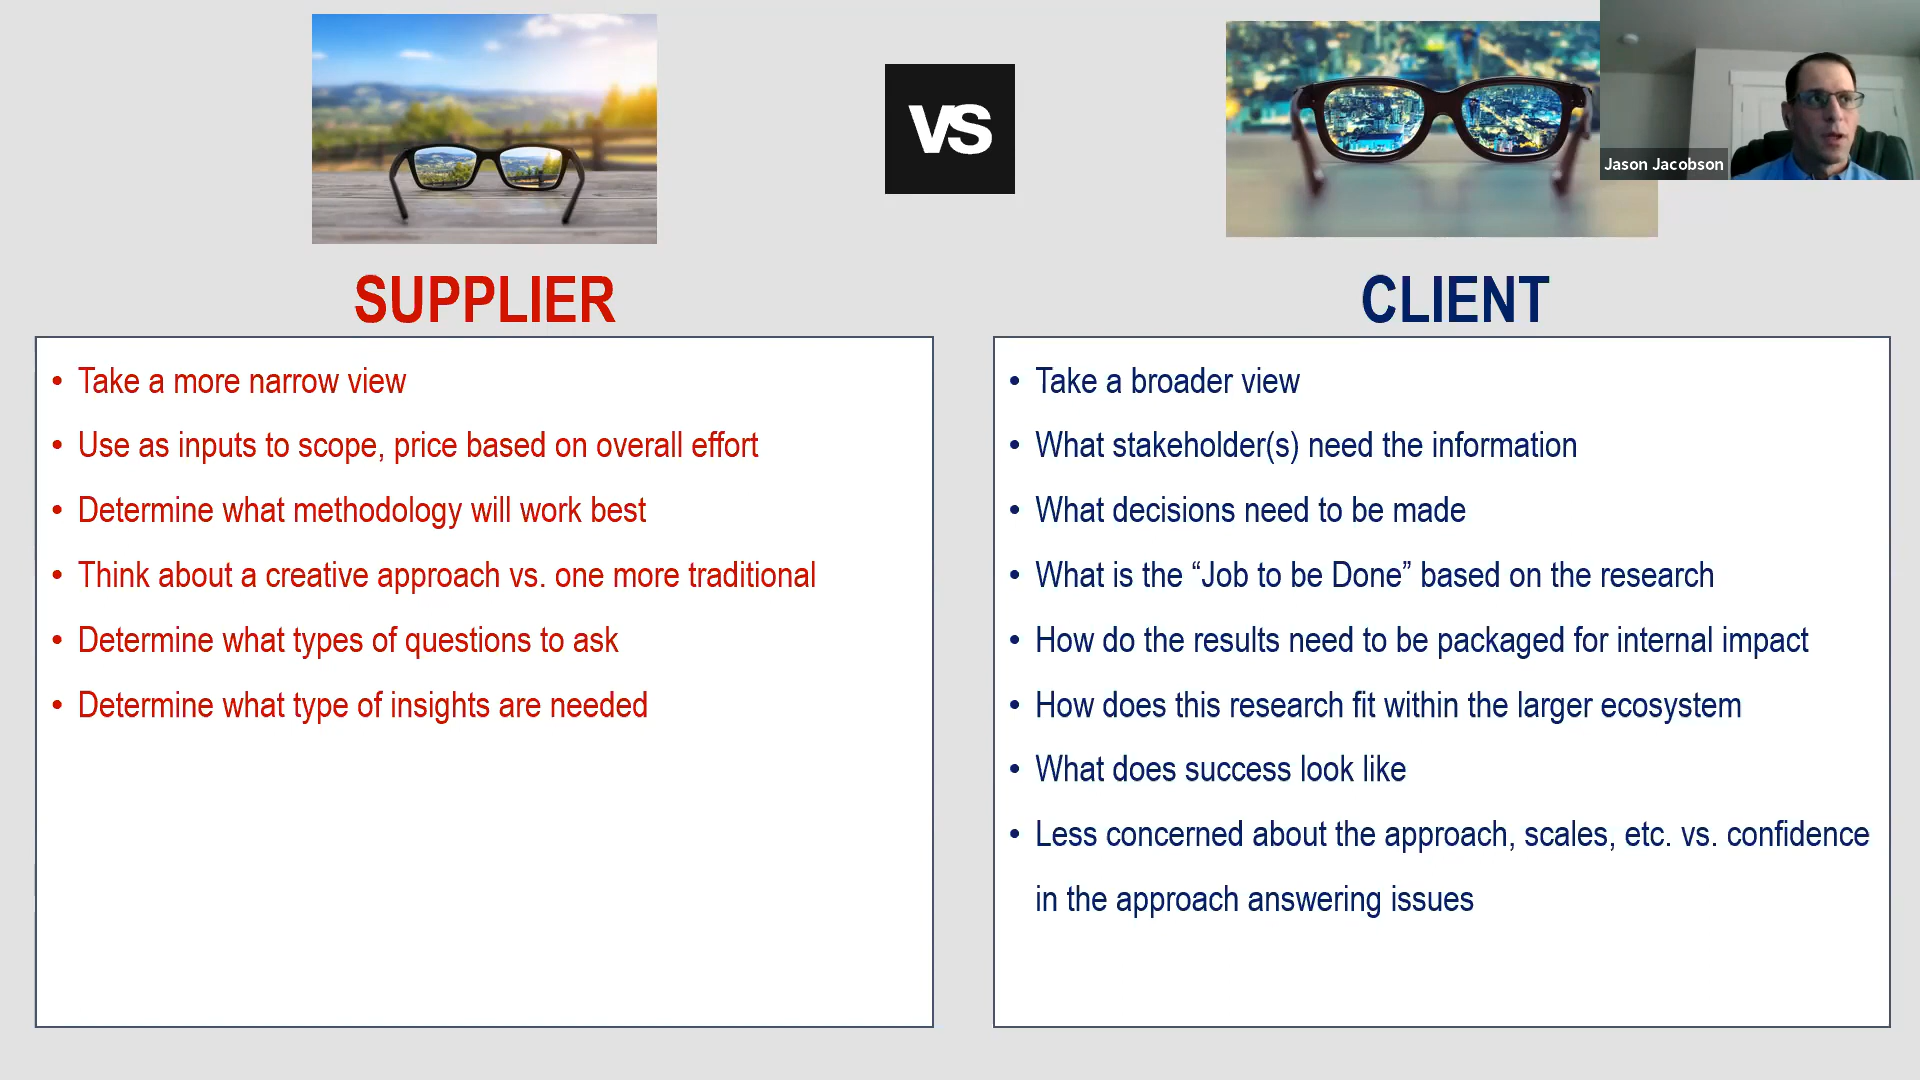 VS
Jason Jacobson
SUPPLIER
• Take a more narrow view
• Use as inputs to scope, price based on overall effort
• Determine what methodology will work best
• Think about a creative approach vs. one more traditional
• Determine what types of questions to ask
• Determine what type of insights are needed
CLIENT
• Take a broader view
• What stakeholder(s) need the information
• What decisions need to be made
• What is the “Job to be Done” based on the research
• How do the results need to be packaged for internal impact
• How does this research fit within the larger ecosystem
• What does success look like
• Less concerned about the approach, scales, etc. vs. confidence
in the approach answering issues